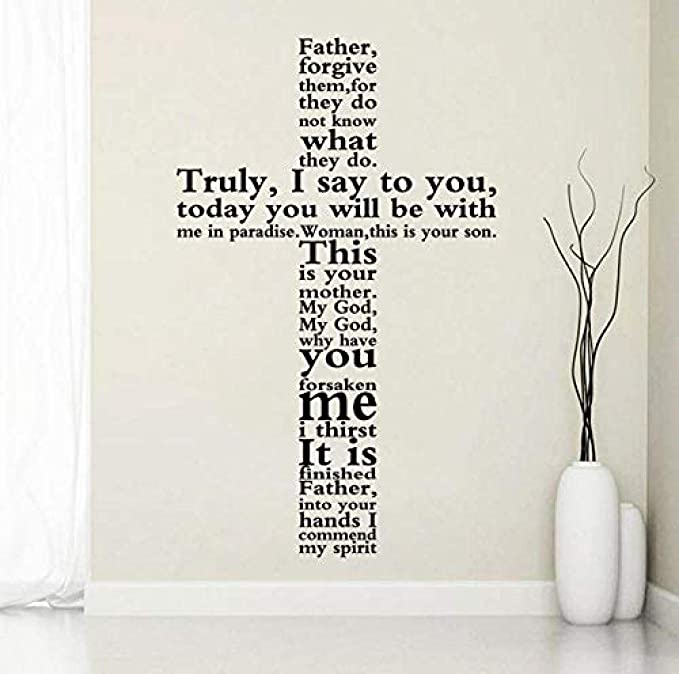 Father,
forgive
them,for
they do
not know
what
they do.
Truly, I say to you,
today you will be with
me in paradise.Woman,this is your son.
This
is your
mother.
My God,
My God,
why have
you
forsaken
me
i thirst
It is
finished
Father,
into your
hands I
commend
my spirit